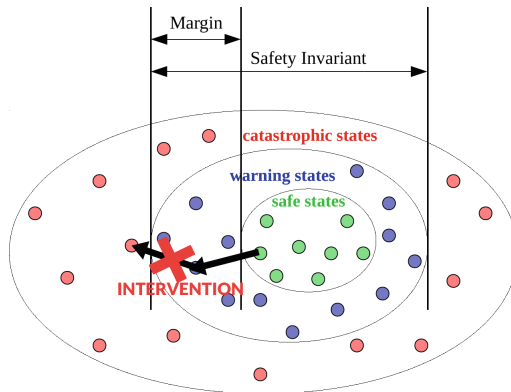 Margin
Safety Invariant
catastrophic states
warning states
safe states
INTERVENTION